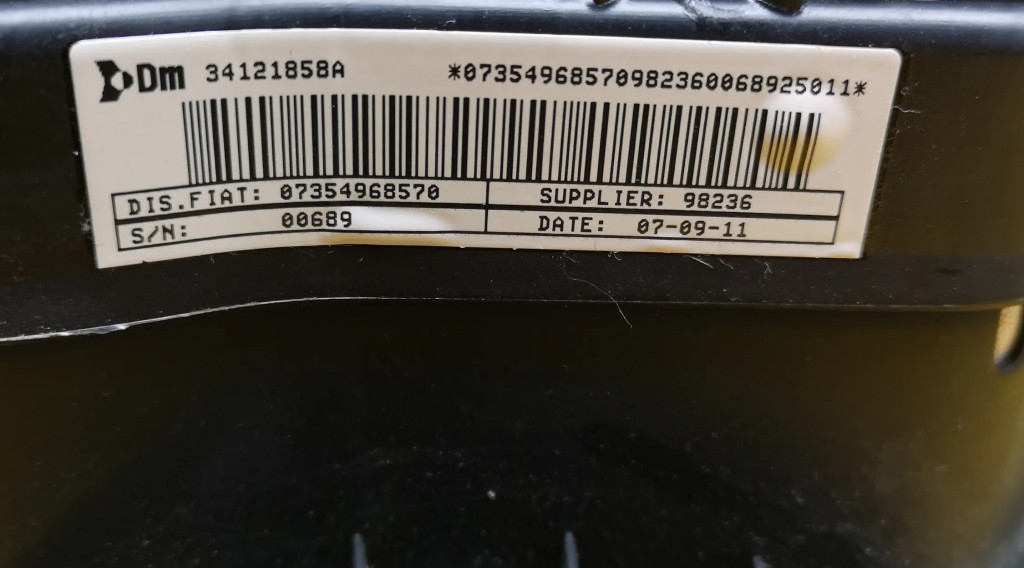 Dm 34121858A *07354968570982360068925011*
DIS.FIAT: 07354968570 SUPPLIER: 98236
S/N: 00689 DATE: 07-09-11